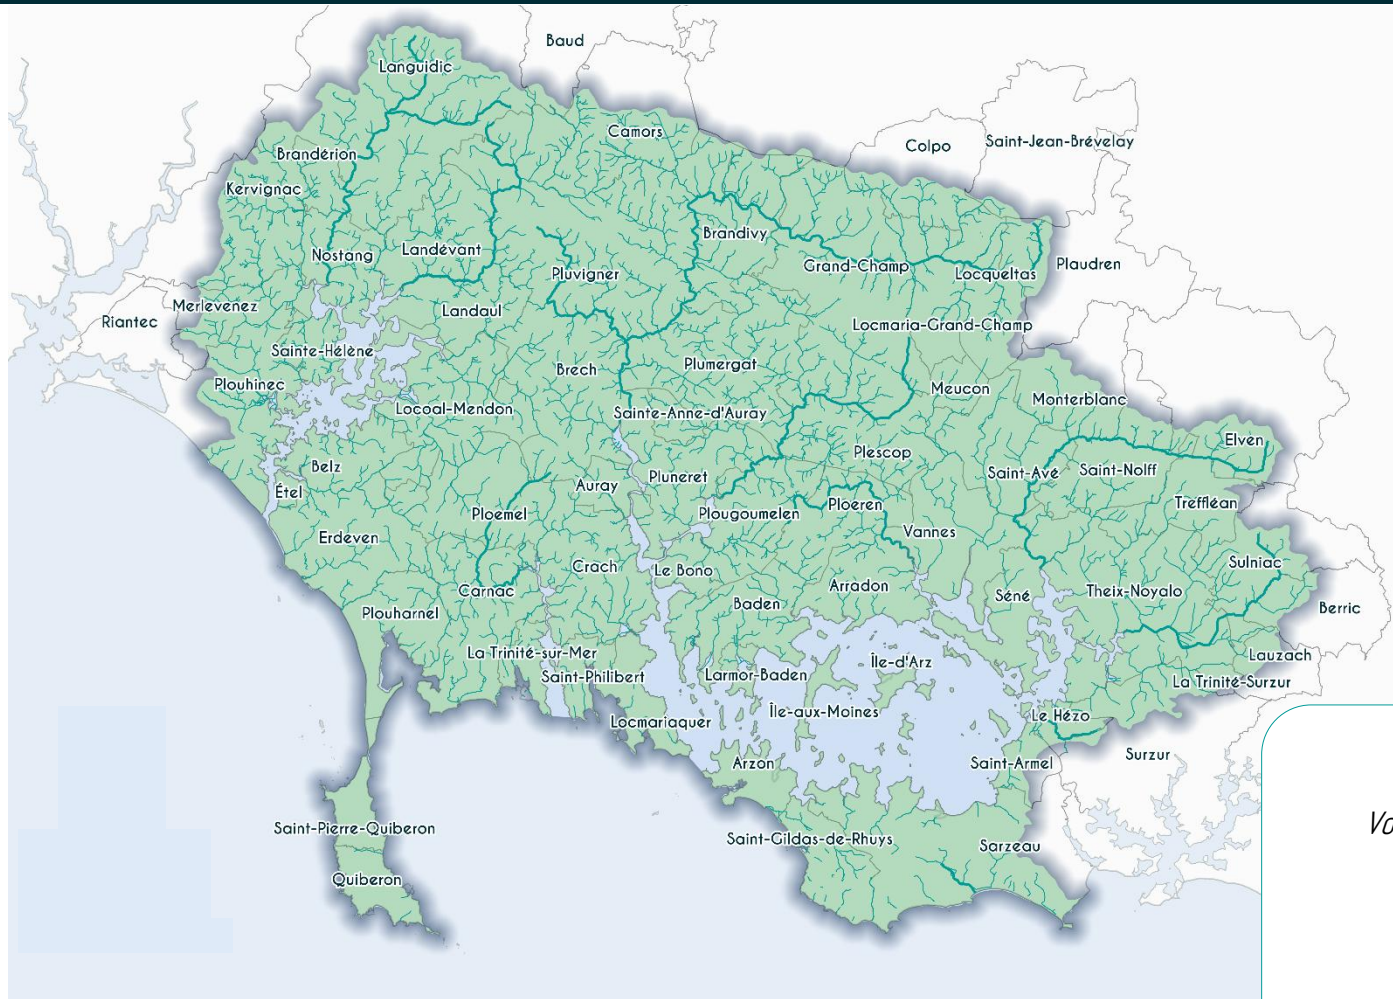 Baud
Languidic
Camors
Colpo
Saint-Jean-Brévelay
Brandérion
Kervignac
Brandivy
Nostang
Landévant
Pluvigner
Grand-Champ
Locqueltas
Plaudren
Merlevenez
Riantec
Landaul
Locmaria-Grand-Champ
Sainte-Hélène
Brech
Plumergat
Plouhinec
Meucon
Monterblanc
Locoal-Mendon
Sainte-Anne-d'Auray
Elven
Plescop
Belz
Saint-Avé
Saint-Nolff
Étel
Auray
Pluneret
Treffléan
Ploemel
Plougoumelen
Ploeren
Erdeven
Vannes
Crach
Le Bono
Sulniac
Carnac
Arradon
Séné
Theix-Noyalo
Plouharnel
Baden
Berric
La Trinité-sur-Mer
Île-d'Arz
Lauzach
Saint-Philibert
Larmor-Baden
La Trinité-Surzur
Locmariaquer
Île-aux-Moines
Le Hézo
Arzon
Saint-Armel
Surzur
Saint-Pierre-Quiberon
Saint-Gildas-de-Rhuys
Sarzeau
Vo
Quiberon